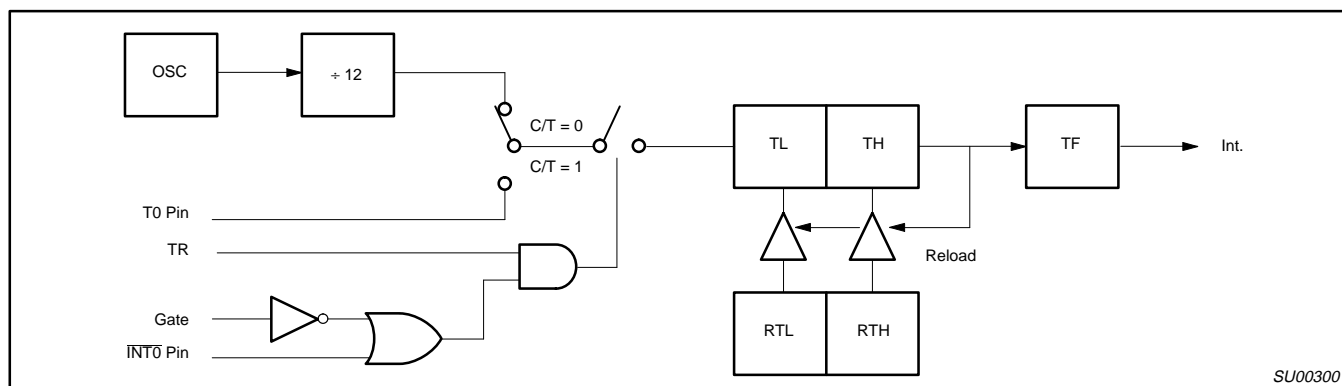 OSC
÷ 12
C/T = 0
C/T = 1
TL
TH
TF
Int.
T0 Pin
TR
Reload
Gate
INT0 Pin
RTL
RTH
SU00300